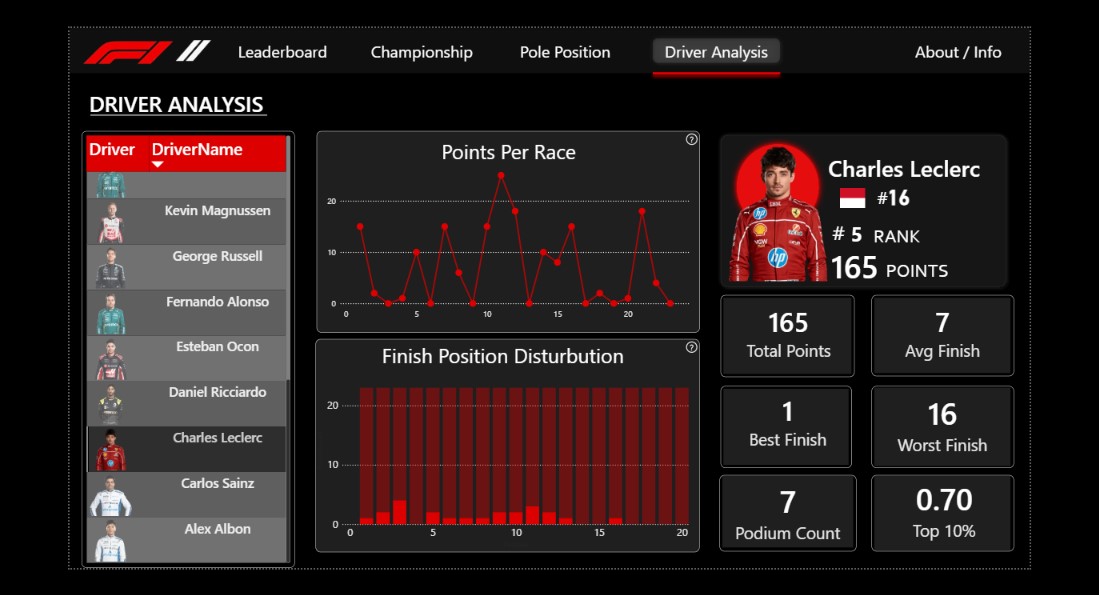 F1
Leaderboard
Championship
Pole Position
Driver Analysis
About / Info
DRIVER ANALYSIS
Driver DriverName
Kevin Magnussen
George Russell
Fernando Alonso
Esteban Ocon
Daniel Ricciardo
Charles Leclerc
Carlos Sainz
Alex Albon
Points Per Race
?
20
10
0
0 5 10 15 20
Finish Position Disturbution
?
20
10
0
0 5 10 15 20
hp
hp
Charles Leclerc
#16
# 5 RANK
165 POINTS
165
Total Points
7
Avg Finish
1
Best Finish
16
Worst Finish
7
Podium Count
0.70
Top 10%